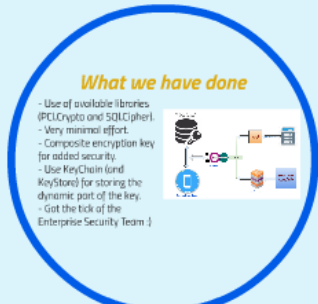 What we have done
- Use of available libraries
(PCLCrypto and SQLCipher).
- Very minimal effort.
- Composite encryption key
for added security.
- Use KeyChain (and
KeyStore) for storing the
dynamic part of the key.
- Got the tick of the
Enterprise Security Team :)